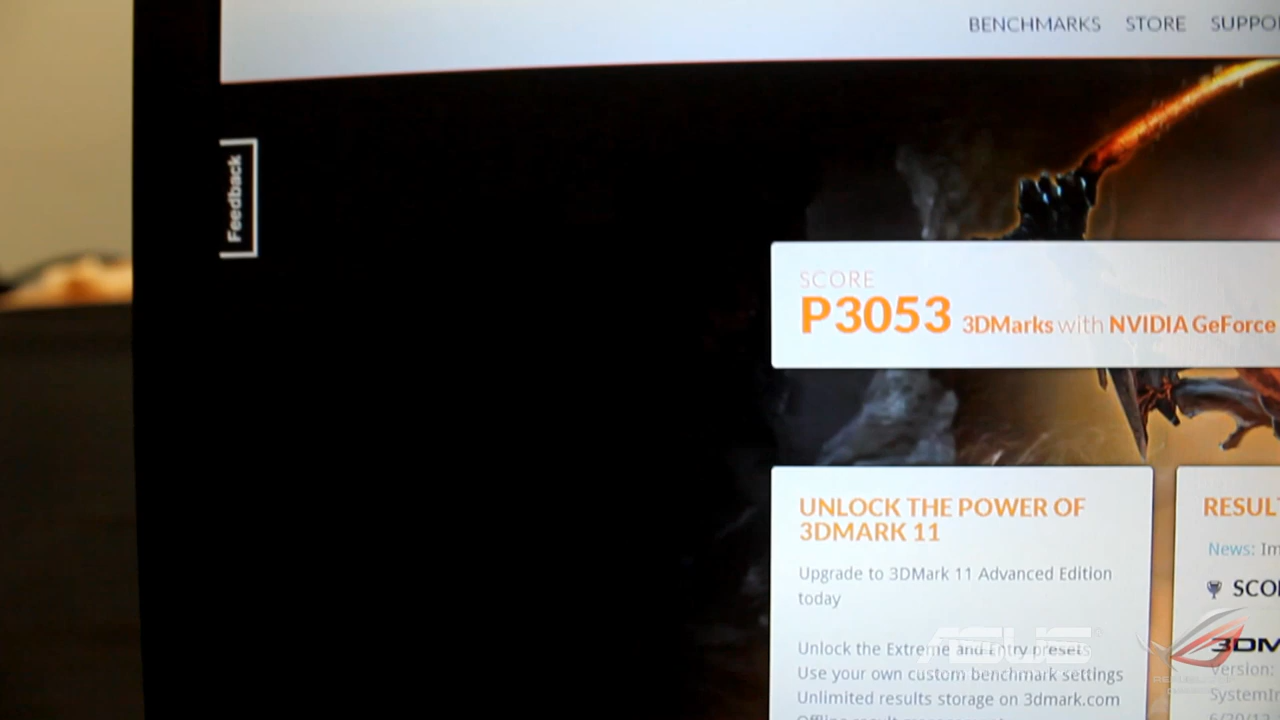 BENCHMARKS STORE
Feedback
SCORE
P3053 3DMarks with NVIDIA GeForce
UNLOCK THE POWER OF
3DMARK 11
Upgrade to 3DMark 11 Advanced Edition
today
Unlock the Extreme and Entry presets
Use your own custom benchmark settings
Unlimited results storage on 3dmark.com
News:
Version:
ASUS